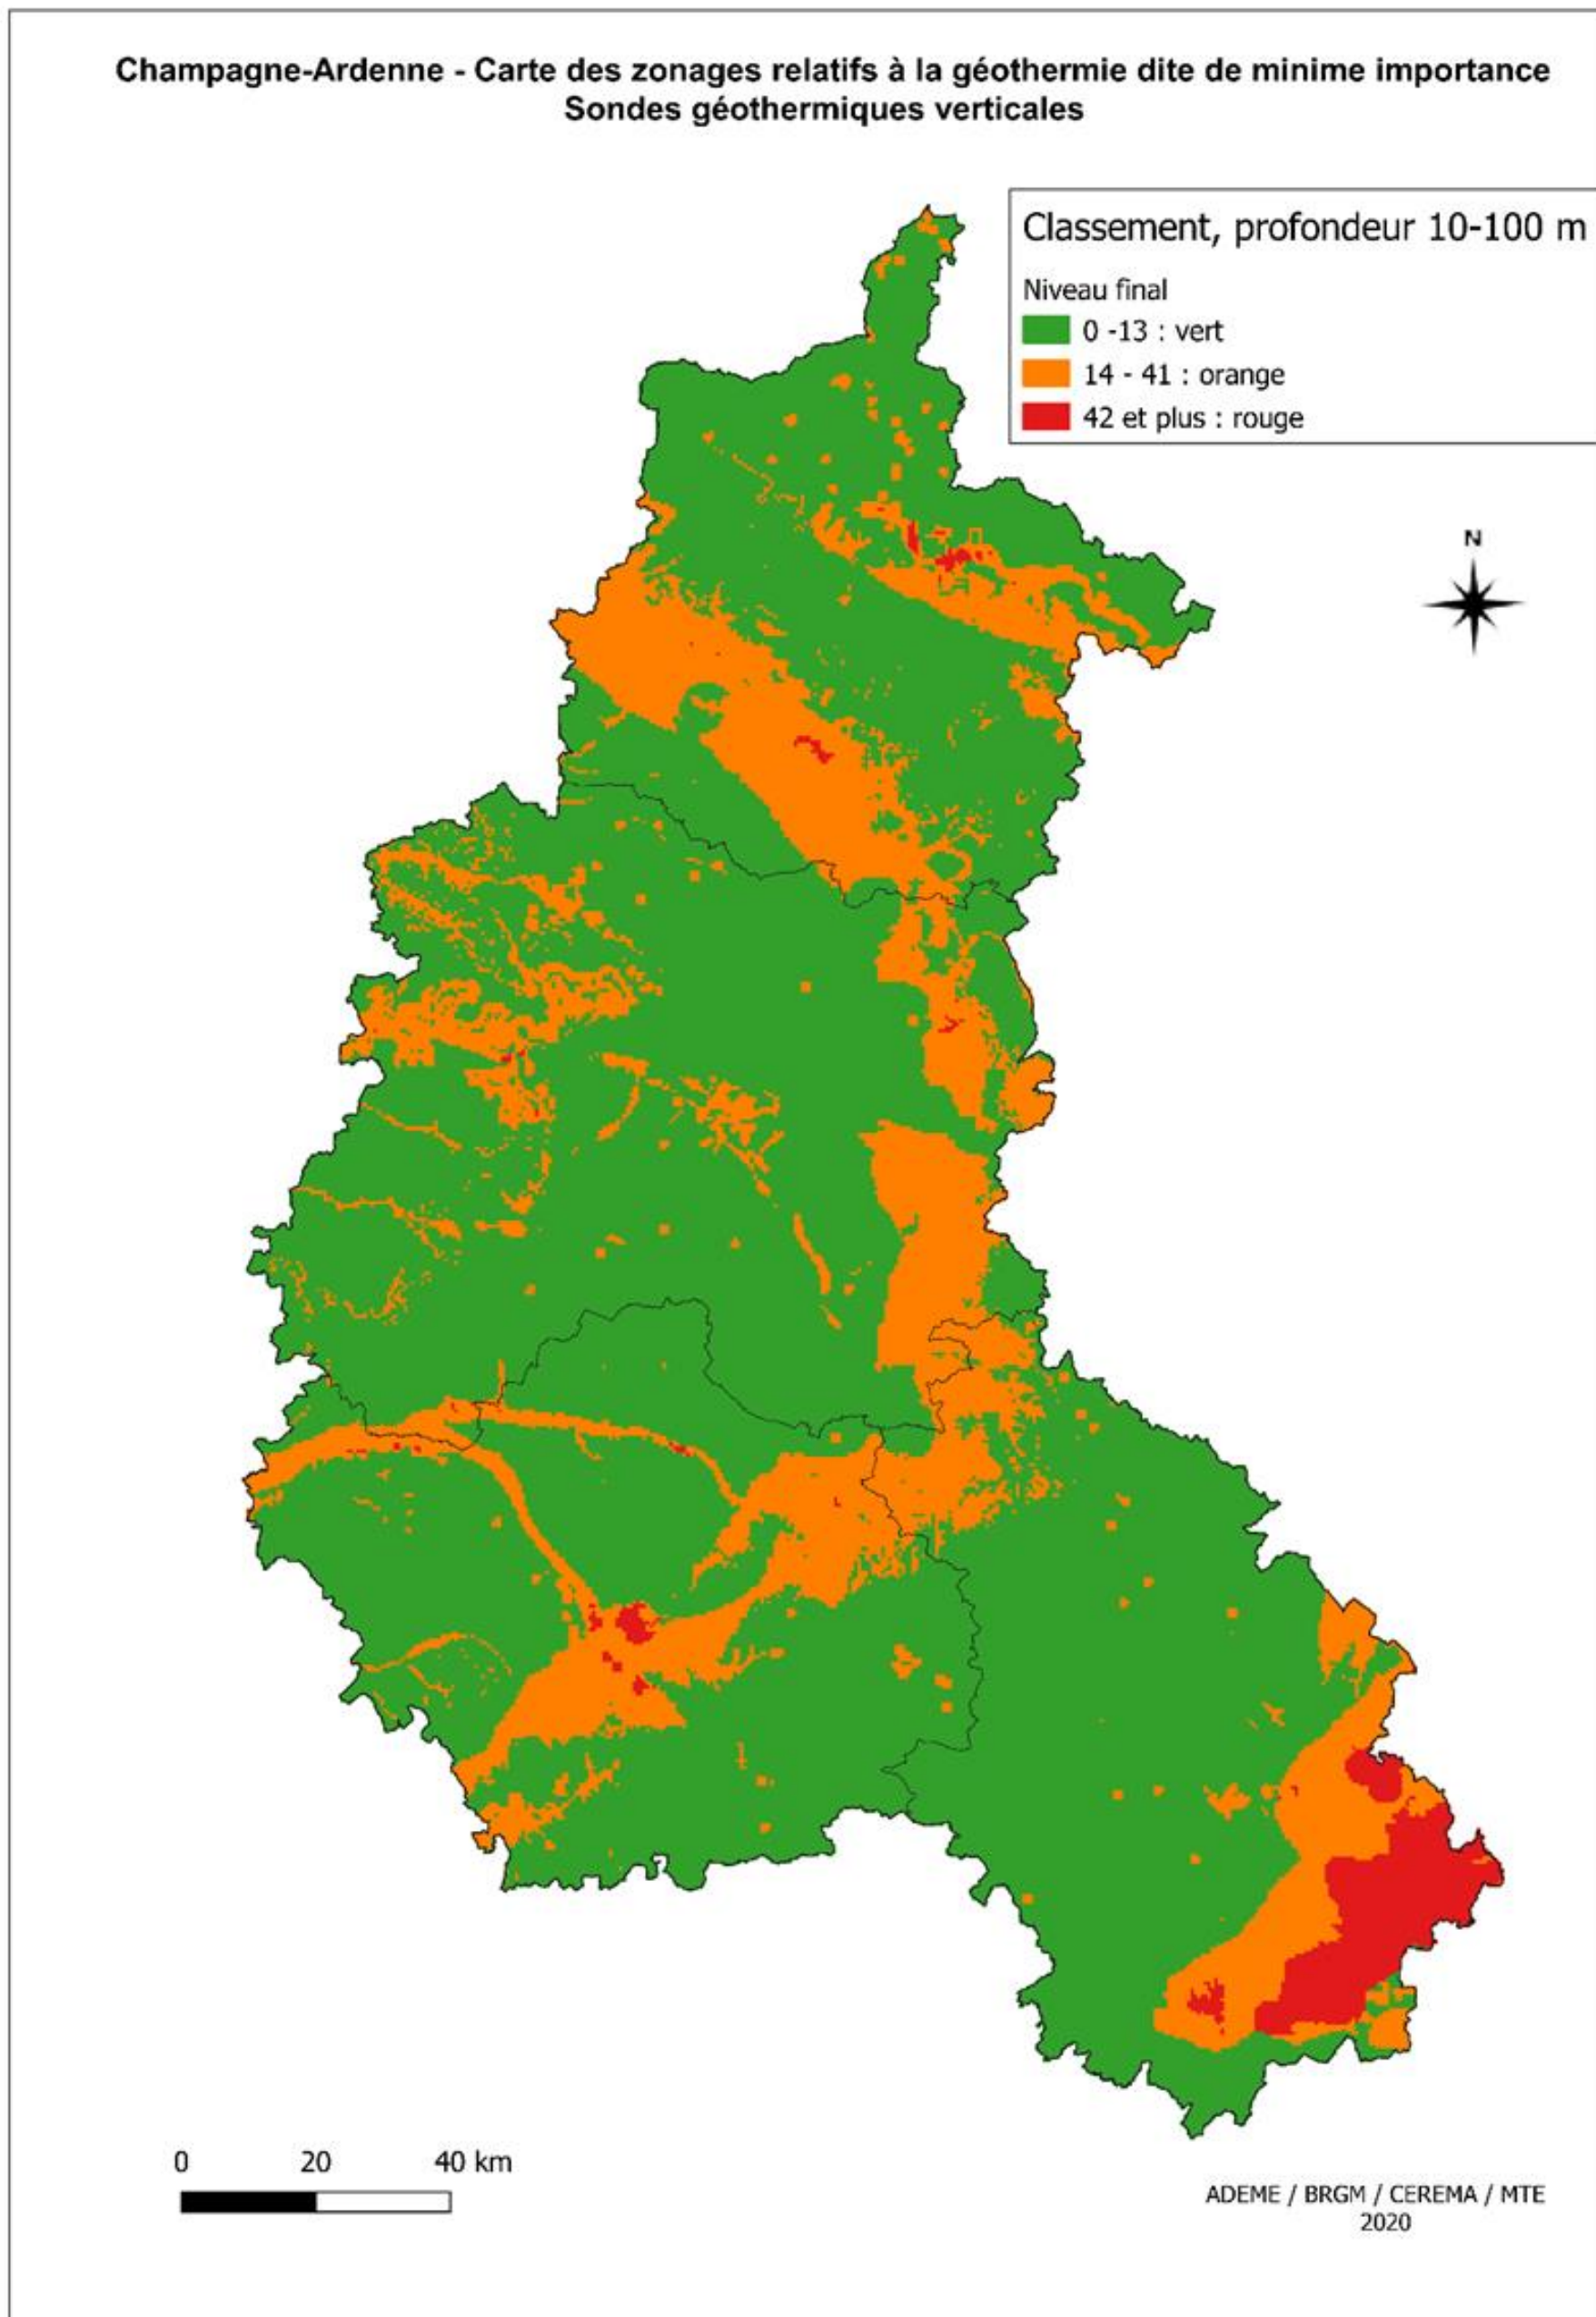 Champagne-Ardenne - Carte des zonages relatifs à la géothermie dite de minime importance
Sondes géothermiques verticales
Classement, profondeur 10-100 m
Niveau final
0 -13 : vert
14 - 41 : orange
42 et plus : rouge
N
0 20 40 km
ADEME / BRGM / CEREMA / MTE
2020